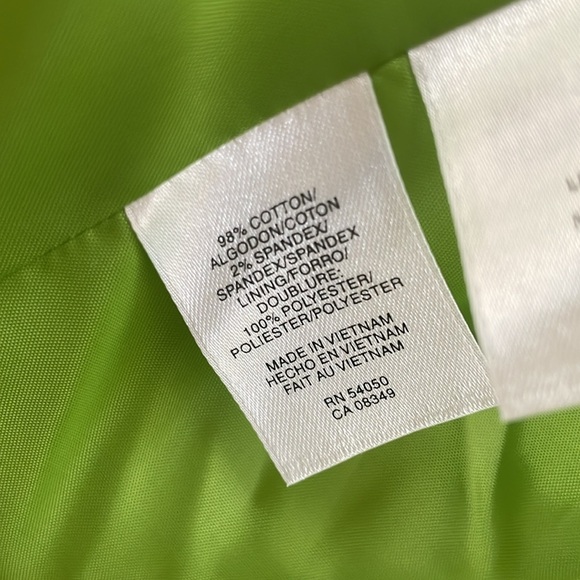 98% COTTON/
ALGODON/COTON
2% SPANDEX/
SPANDEX/SPANDEX
LINING/FORRO/
DOUBLURE:
100% POLYESTER/
POLIESTER/POLYESTER
MADE IN VIETNAM
HECHO EN VIETNAM
FAIT AU VIETNAM
RN 54050
CA 08349